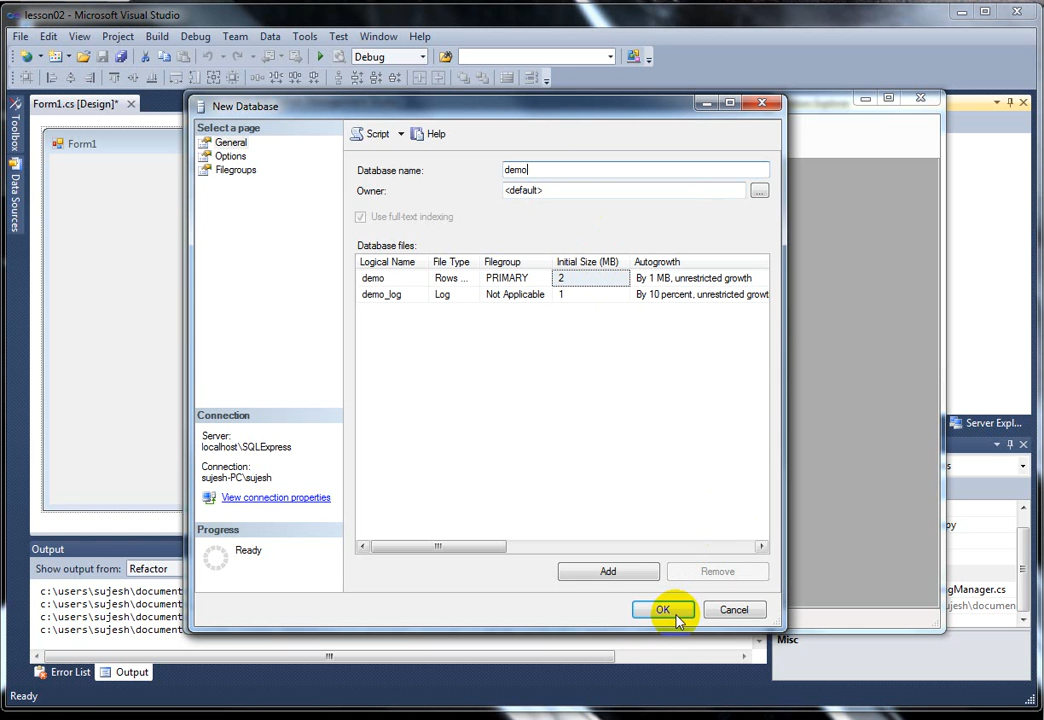 lesson02 - Microsoft Visual Studio
File Edit View Project Build Debug Team Data Tools Test Window Help
Debug
Form1.cs [Design]*
Toolbox
Data Sources
Form1
New Database
Select a page
General
Options
Filegroups
Script
Help
Database name: demo
Owner: <default>
...
Use full-text indexing
Database files:
Logical Name File Type Filegroup Initial Size (MB) Autogrowth
demo Rows ... PRIMARY 2 By 1 MB, unrestricted growth
demo_log Log Not Applicable 1 By 10 percent, unrestricted growt
Connection
Server:
localhost\SQLExpress
Connection:
sujesh-PC\sujesh
View connection properties
Progress
Ready
Add Remove
OK Cancel
Server Expl...
Output
Show output from: Refactor
c:\users\sujesh\document
c:\users\sujesh\document
c:\users\sujesh\document
c:\users\sujesh\document
Error List Output
gManager.cs
Misc
Ready